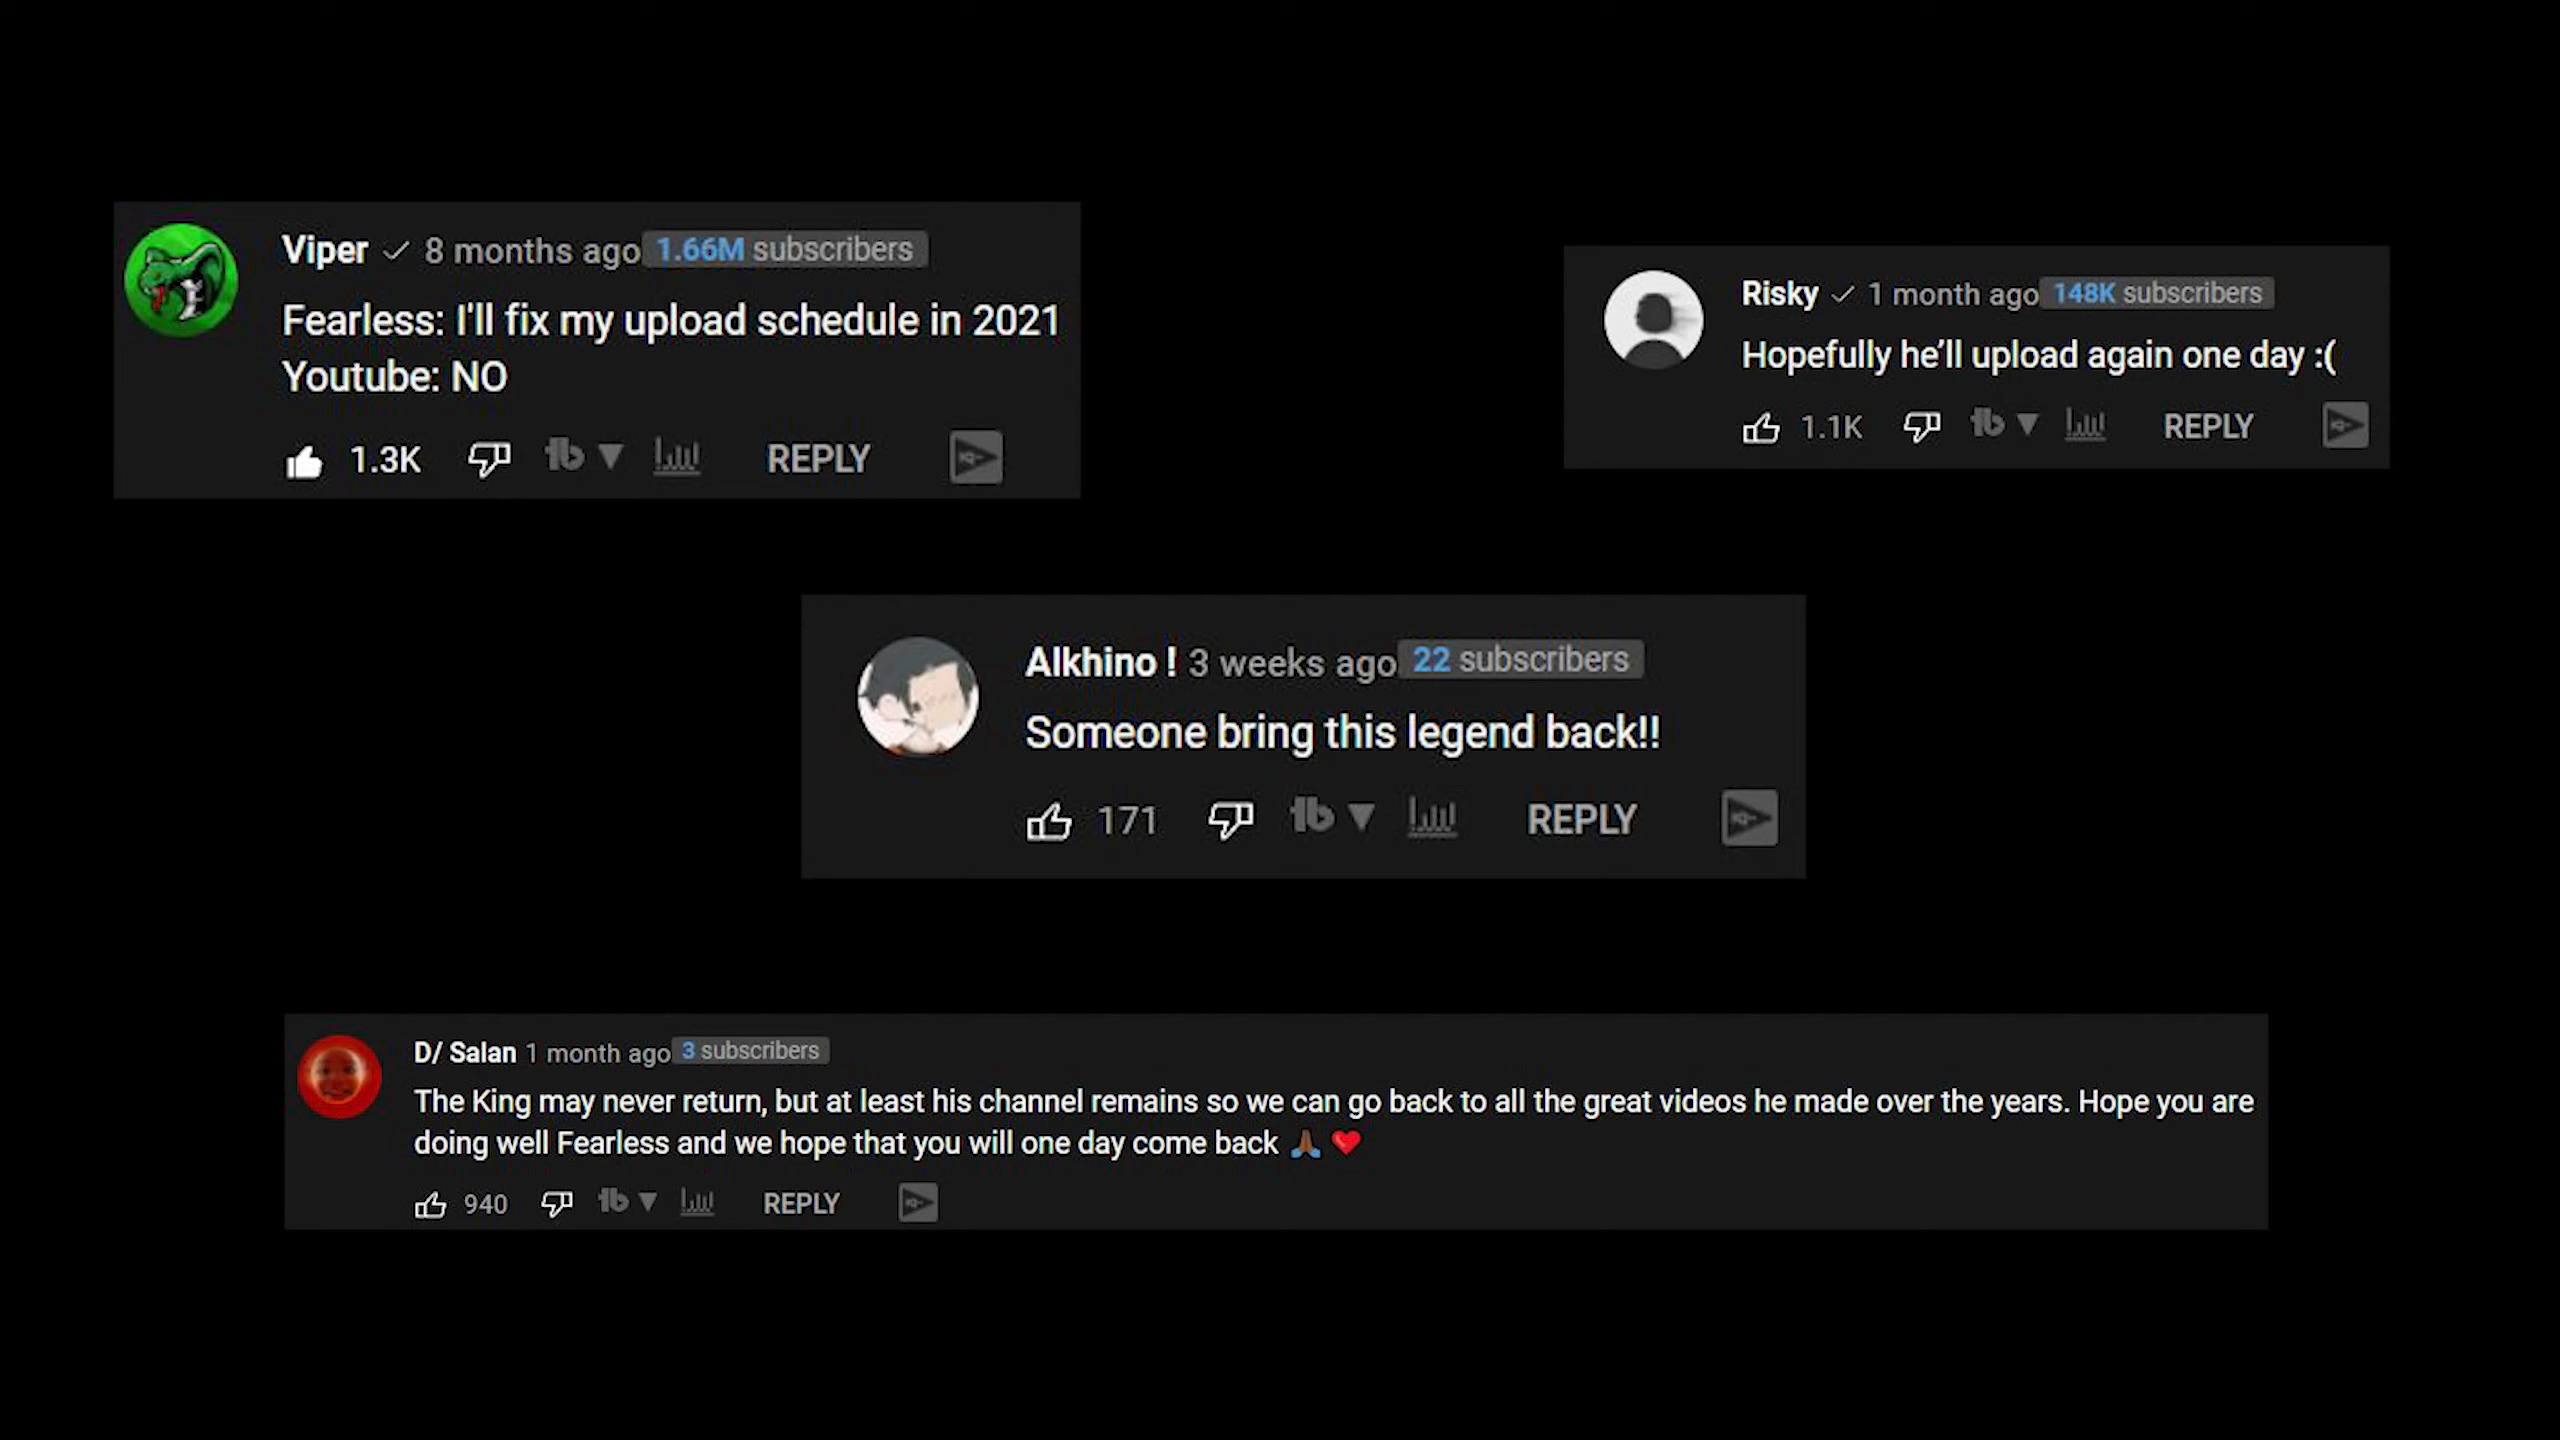 Viper 8 months ago 1.66M subscribers
Fearless: I'll fix my upload schedule in 2021
Youtube: NO
1.3K REPLY
Risky 1 month ago 148K subscribers
Hopefully he’ll upload again one day :(
1.1K REPLY
Alkhino ! 3 weeks ago 22 subscribers
Someone bring this legend back!!
171 REPLY
D/ Salan 1 month ago 3 subscribers
The King may never return, but at least his channel remains so we can go back to all the great videos he made over the years. Hope you are
doing well Fearless and we hope that you will one day come back 🙏🏾 ❤️
940 REPLY